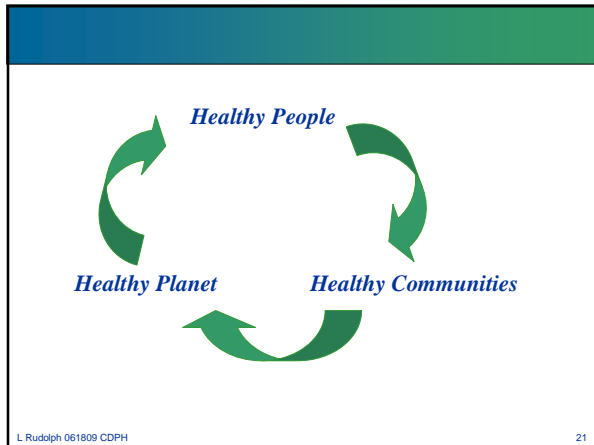 Healthy People
Healthy Planet
Healthy Communities
L Rudolph 061809 CDPH
21